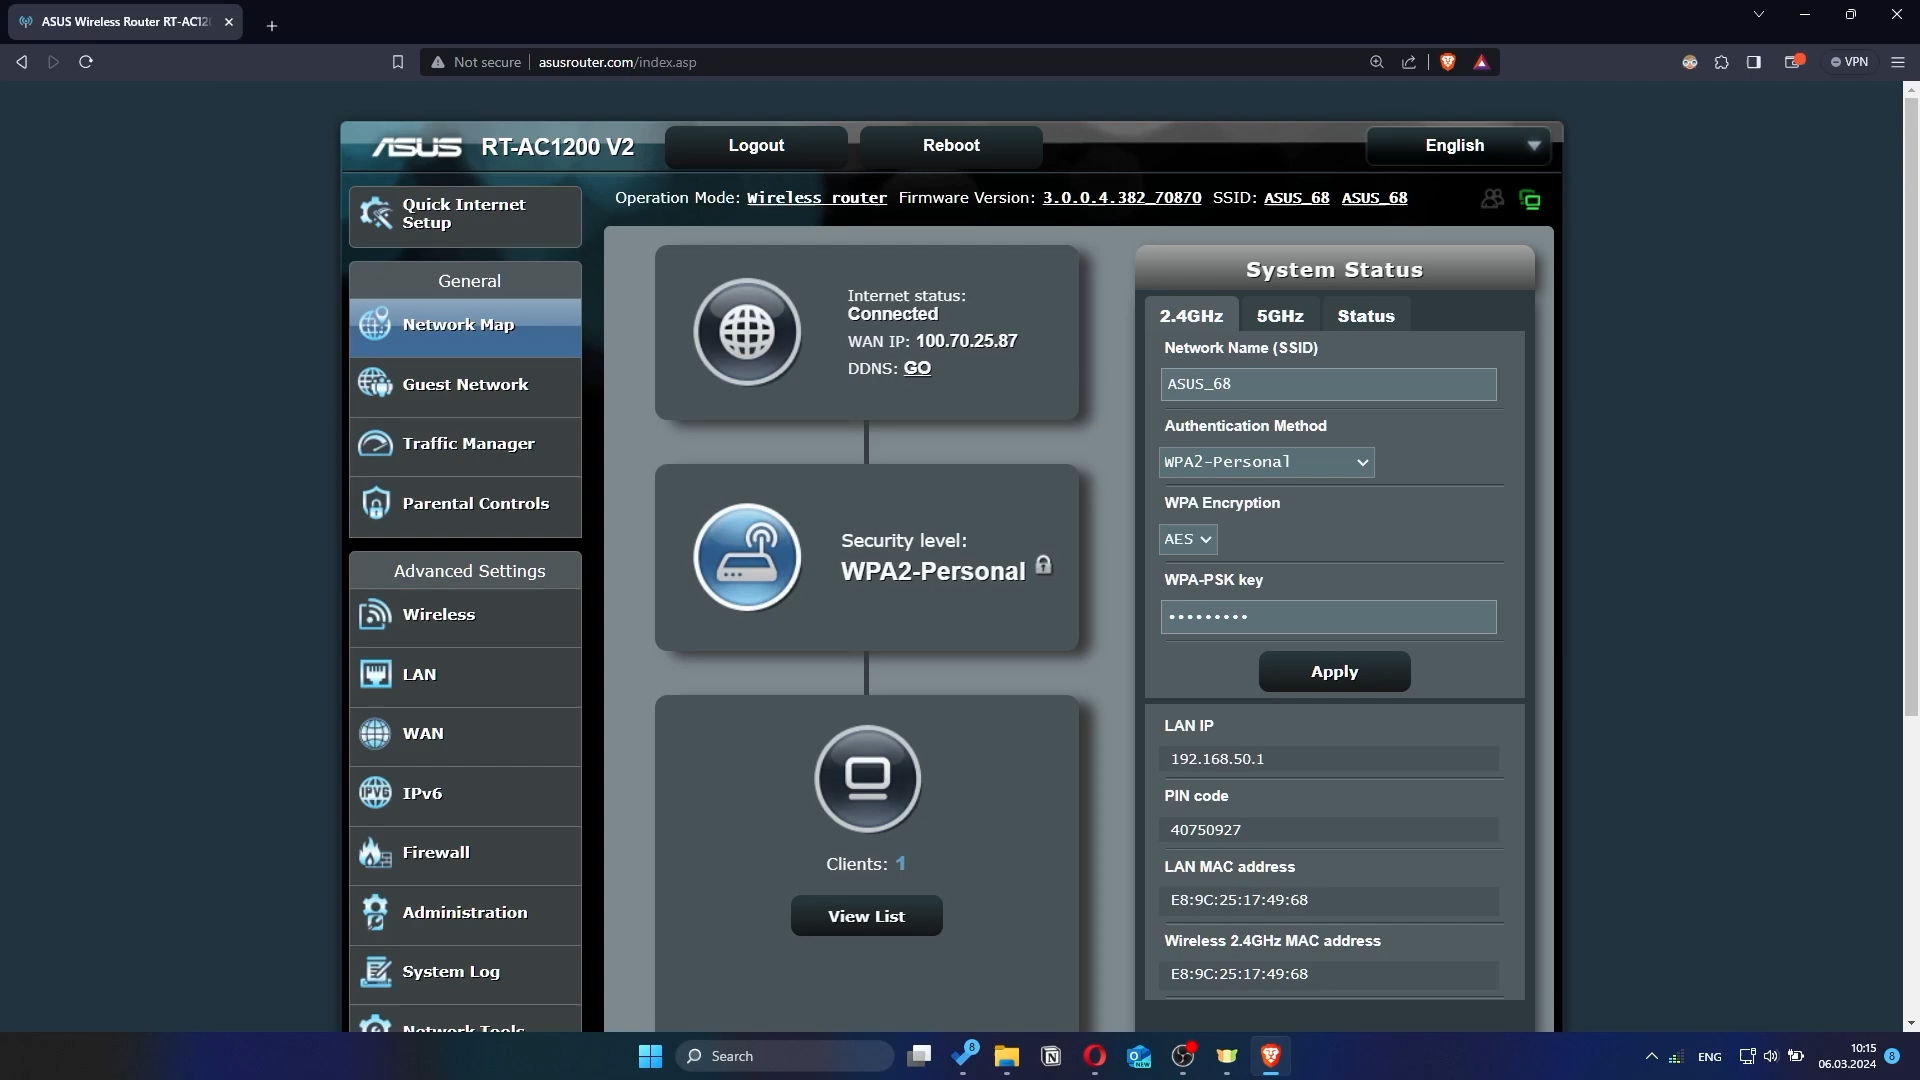 ASUS Wireless Router RT-AC12
Not secure
asusrouter.com/index.asp
VPN
ASUS RT-AC1200 V2
Logout
Reboot
English
Quick Internet
Setup
Operation Mode: Wireless router Firmware Version: 3.0.0.4.382_70870 SSID: ASUS_68 ASUS_68
General
Network Map
Guest Network
Traffic Manager
Parental Controls
Advanced Settings
Wireless
LAN
WAN
IPv6
Firewall
Administration
System Log
Network Tools
Internet status:
Connected
WAN IP: 100.70.25.87
DDNS: GO
Security level:
WPA2-Personal
Clients: 1
View List
System Status
2.4GHz
5GHz
Status
Network Name (SSID)
ASUS_68
Authentication Method
WPA2-Personal
WPA Encryption
AES
WPA-PSK key
•••••••••
Apply
LAN IP
192.168.50.1
PIN code
40750927
LAN MAC address
E8:9C:25:17:49:68
Wireless 2.4GHz MAC address
E8:9C:25:17:49:68
Search
8
NEW
ENG
10:15
06.03.2024
8